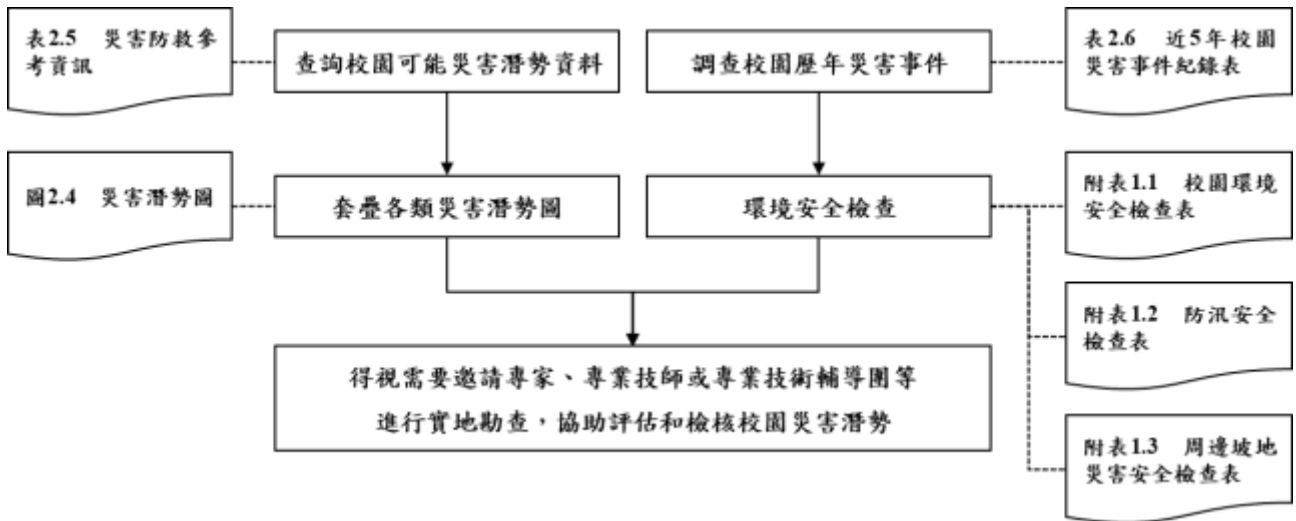 表2.5　災害防救參
考資訊
查詢校園可能災害潛勢資料
調查校園歷年災害事件
表2.6　近5年校園
災害事件紀錄表
圖2.4　災害潛勢圖
套疊各類災害潛勢圖
環境安全檢查
附表1.1　校園環境
安全檢查表
附表1.2　防汛安全
檢查表
得視需要邀請專家、專業技師或專業技術輔導團等
進行實地勘查，協助評估和檢核校園災害潛勢
附表1.3　周邊坡地
災害安全檢查表